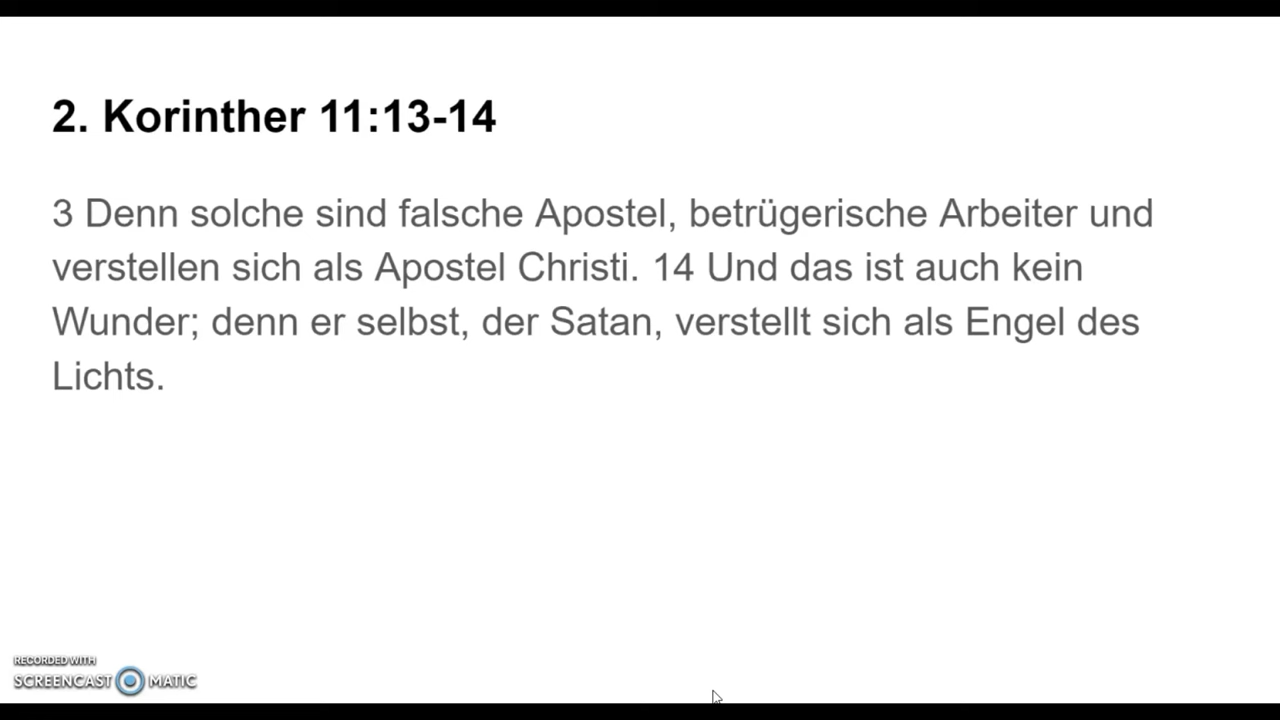 2. Korinther 11:13-14
3 Denn solche sind falsche Apostel, betrügerische Arbeiter und
verstellen sich als Apostel Christi. 14 Und das ist auch kein
Wunder; denn er selbst, der Satan, verstellt sich als Engel des
Lichts.
RECORDED WITH
SCREENCAST MATIC